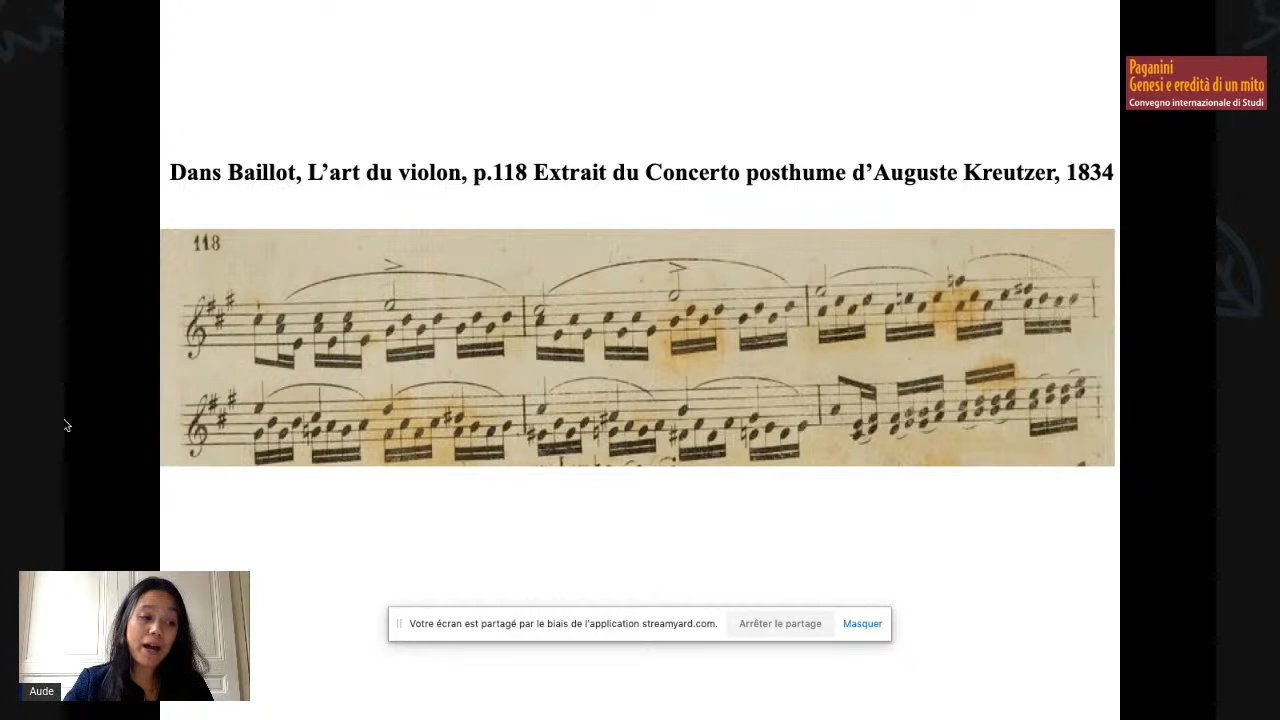 Paganini
Genesi e eredità di un mito
Convegno internazionale di Studi
Dans Baillot, L’art du violon, p.118 Extrait du Concerto posthume d’Auguste Kreutzer, 1834
118
Votre écran est partagé par le biais de l'application streamyard.com.
Arrêter le partage
Masquer
Aude